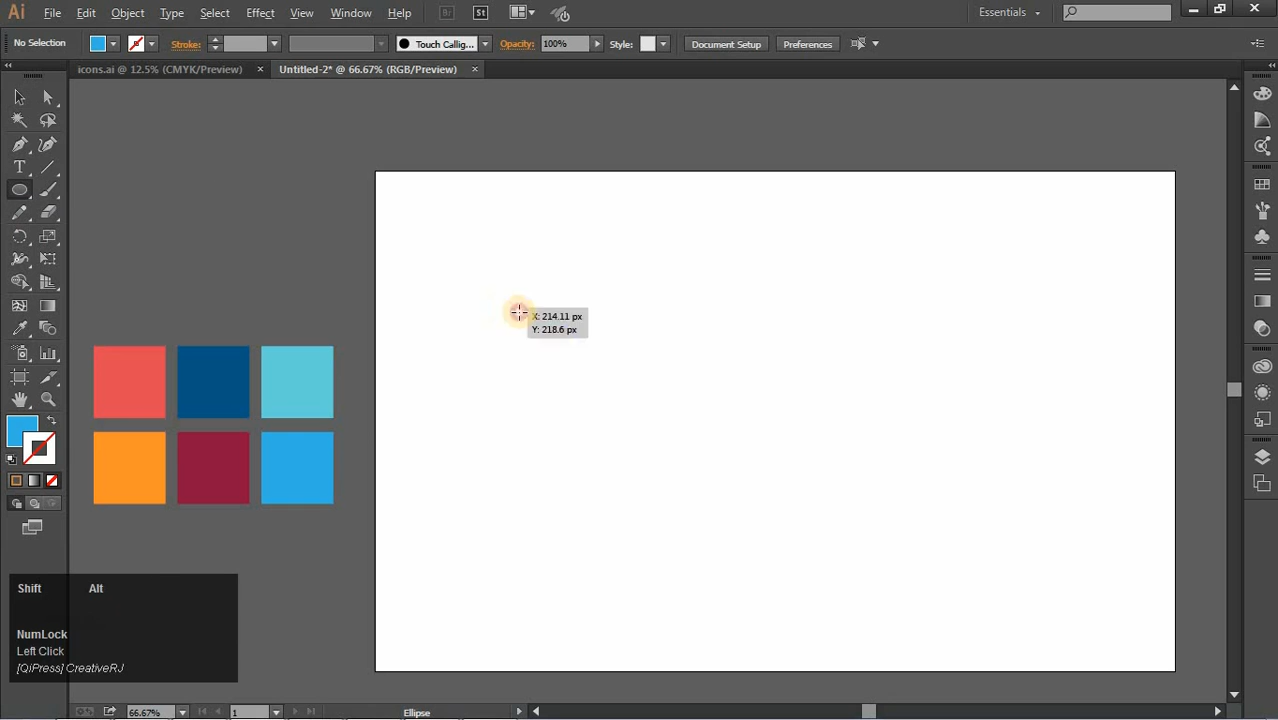 Ai File Edit Object Type Select Effect View Window Help Br St Essentials
No Selection Stroke: Touch Callig... Opacity: 100% Style: Document Setup Preferences
icons.ai @ 12.5% (CMYK/Preview) × Untitled-2* @ 66.67% (RGB/Preview) ×
T
X: 214.11 px
Y: 218.6 px
Shift Alt
NumLock
Left Click
[QiPress] CreativeRJ
66.67% 1 Ellipse